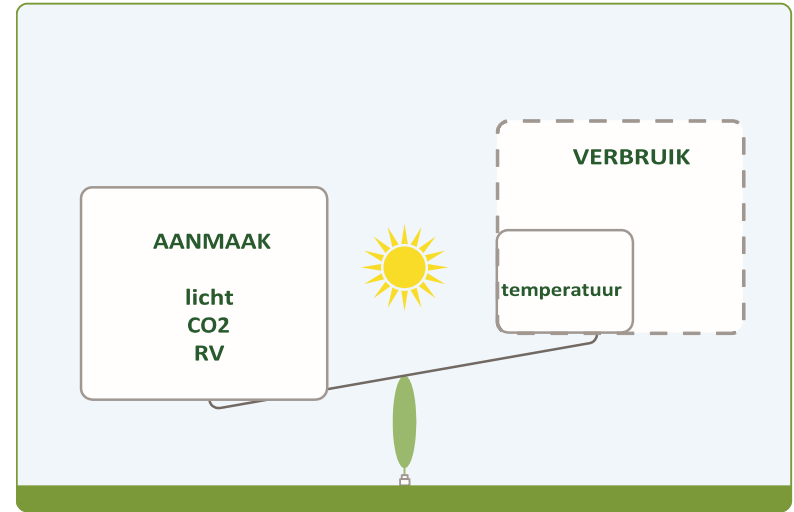 AANMAAK
licht
CO2
RV
VERBRUIK
temperatuur